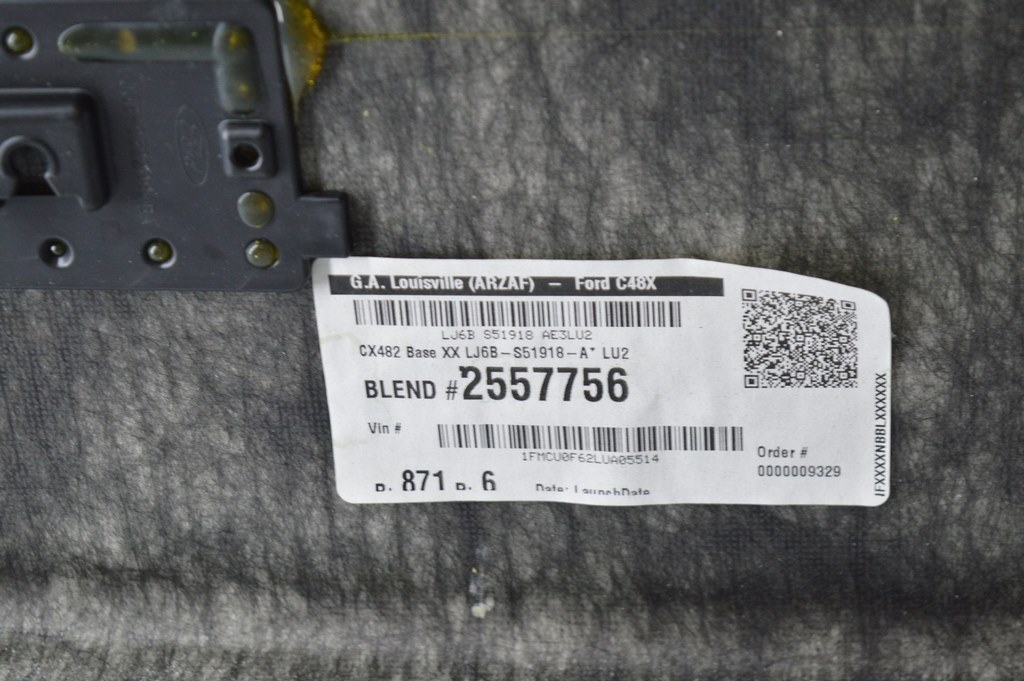 G.A. Louisville (ARZAF) – Ford C48X
LJ6B S51918 AE3LU2
CX482 Base XX LJ6B-S51918-A* LU2
BLEND #2557756
Vin #
1FMCU0F62LUA05514
Order #
0000009329
871 6
Date: LaunchDate
IFXXXXNBBLXXXXXX
Ford